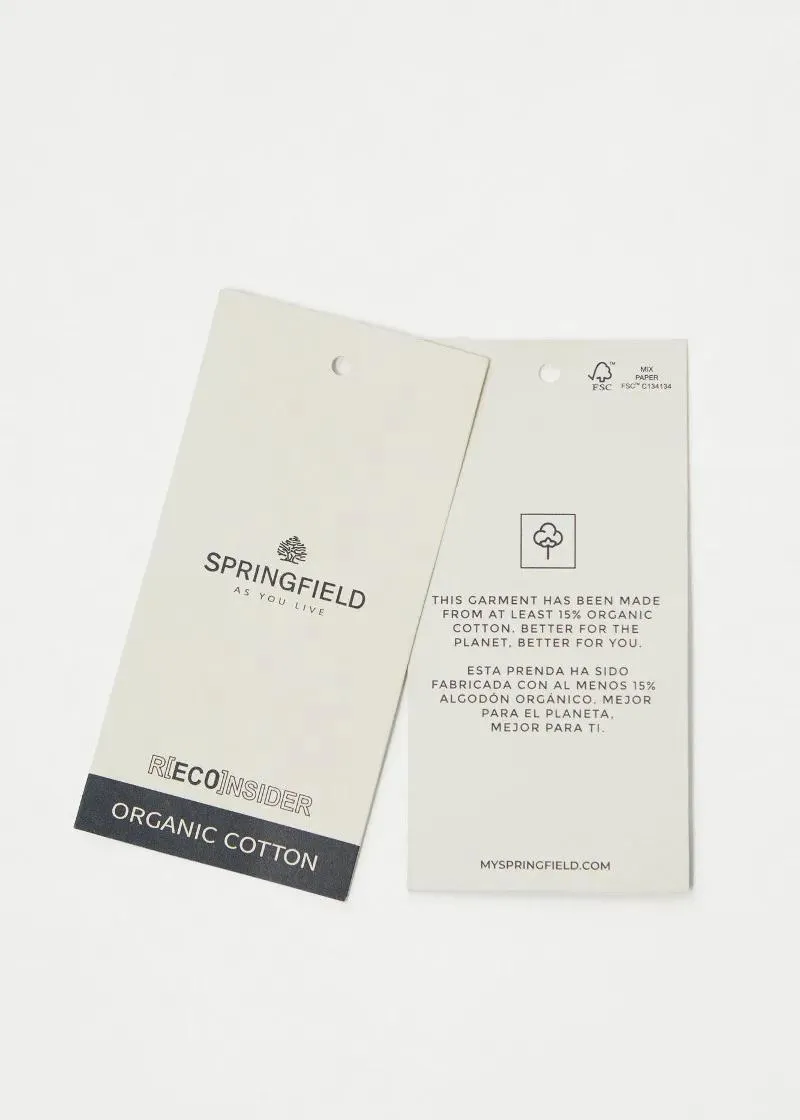 SPRINGFIELD
AS YOU LIVE
R[ECO]NSIDER
ORGANIC COTTON
FSC
™
MIX
PAPER
FSC™ C134134
THIS GARMENT HAS BEEN MADE
FROM AT LEAST 15% ORGANIC
COTTON. BETTER FOR THE
PLANET, BETTER FOR YOU.
ESTA PRENDA HA SIDO
FABRICADA CON AL MENOS 15%
ALGODÓN ORGÁNICO. MEJOR
PARA EL PLANETA,
MEJOR PARA TI.
MYSPRINGFIELD.COM